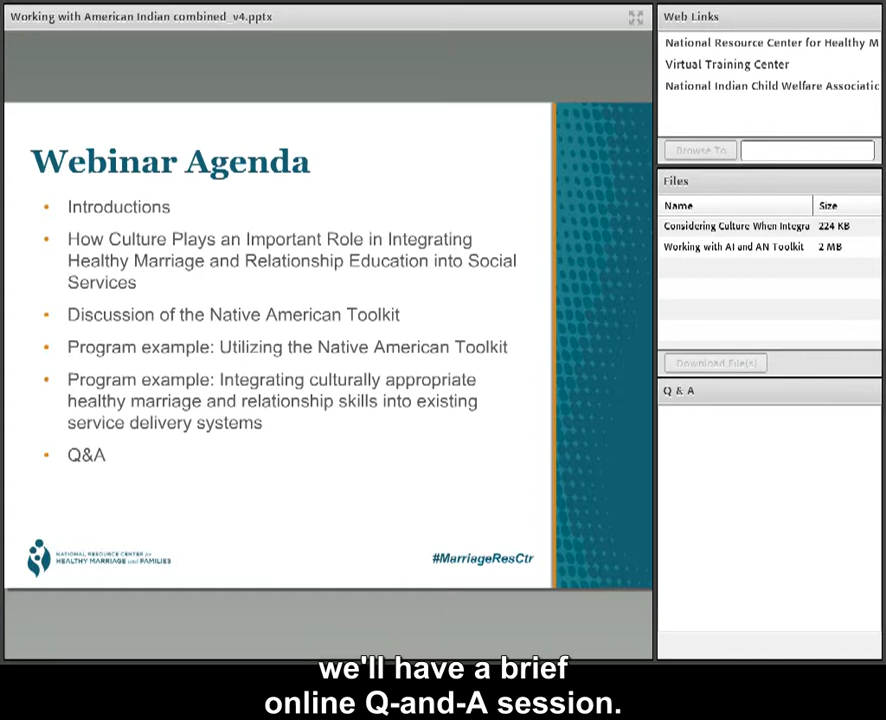 Working with American Indian combined_v4.pptx
Webinar Agenda
• Introductions
• How Culture Plays an Important Role in Integrating
Healthy Marriage and Relationship Education into Social
Services
• Discussion of the Native American Toolkit
• Program example: Utilizing the Native American Toolkit
• Program example: Integrating culturally appropriate
healthy marriage and relationship skills into existing
service delivery systems
• Q&A
NATIONAL RESOURCE CENTER for
HEALTHY MARRIAGE and FAMILIES
#MarriageResCtr
Web Links
National Resource Center for Healthy M
Virtual Training Center
National Indian Child Welfare Associatic
Browse To
Files
Name Size
Considering Culture When Integra 224 KB
Working with AI and AN Toolkit 2 MB
Download File(s)
Q & A
we'll have a brief
online Q-and-A session.